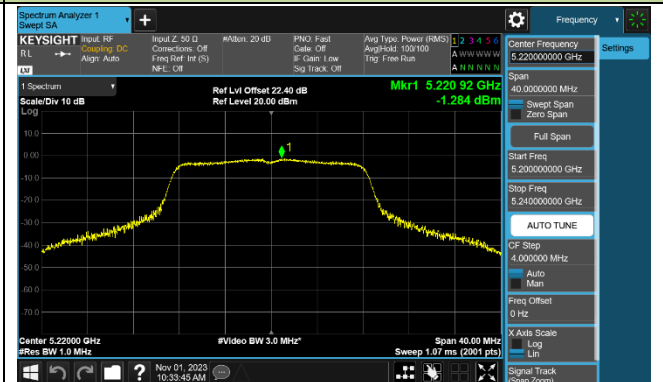 Spectrum Analyzer 1
Swept SA
Frequency
KEYSIGHT
RL
LXI
Input: RF
Coupling: DC
Align: Auto
Input Z: 50 Ω
Corrections: Off
Freq Ref: Int (S)
NFE: Off
#Atten: 20 dB
PNO: Fast
Gate: Off
IF Gain: Low
Sig Track: Off
Avg Type: Power (RMS)
Avg|Hold: 100/100
Trig: Free Run
1 2 3 4 5 6
A W W W W W
A N N N N N
1 Spectrum
Scale/Div 10 dB
Log
Ref Lvl Offset 22.40 dB
Ref Level 20.00 dBm
Mkr1 5.220 92 GHz
-1.284 dBm
10.0
0.00
-10.0
-20.0
-30.0
-40.0
-50.0
-60.0
-70.0
1
Center 5.22000 GHz
#Res BW 1.0 MHz
#Video BW 3.0 MHz*
Span 40.00 MHz
Sweep 1.07 ms (2001 pts)
Nov 01, 2023
10:33:45 AM
Center Frequency
5.220000000 GHz
Settings
Span
40.0000000 MHz
Swept Span
Zero Span
Full Span
Start Freq
5.200000000 GHz
Stop Freq
5.240000000 GHz
AUTO TUNE
CF Step
4.000000 MHz
Auto
Man
Freq Offset
0 Hz
X Axis Scale
Log
Lin
Signal Track
(Span Zoom)